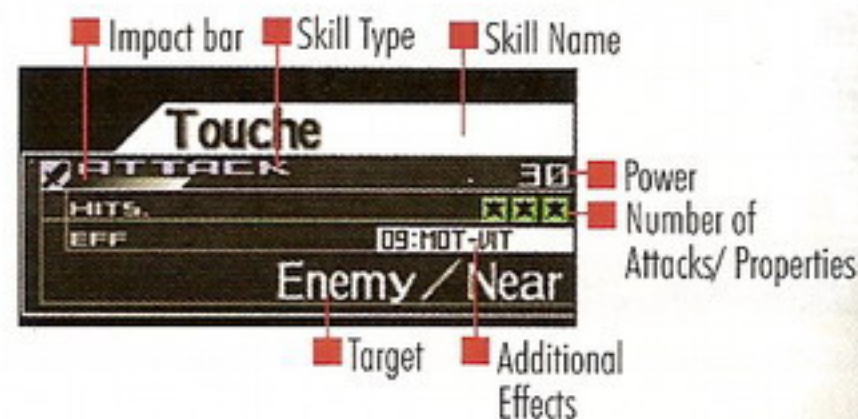 Impact bar
Skill Type
Skill Name
Touche
ATTACK
30
Power
HITS.
Number of
Attacks/ Properties
EFF
09:MOT-VIT
Enemy/Near
Target
Additional
Effects